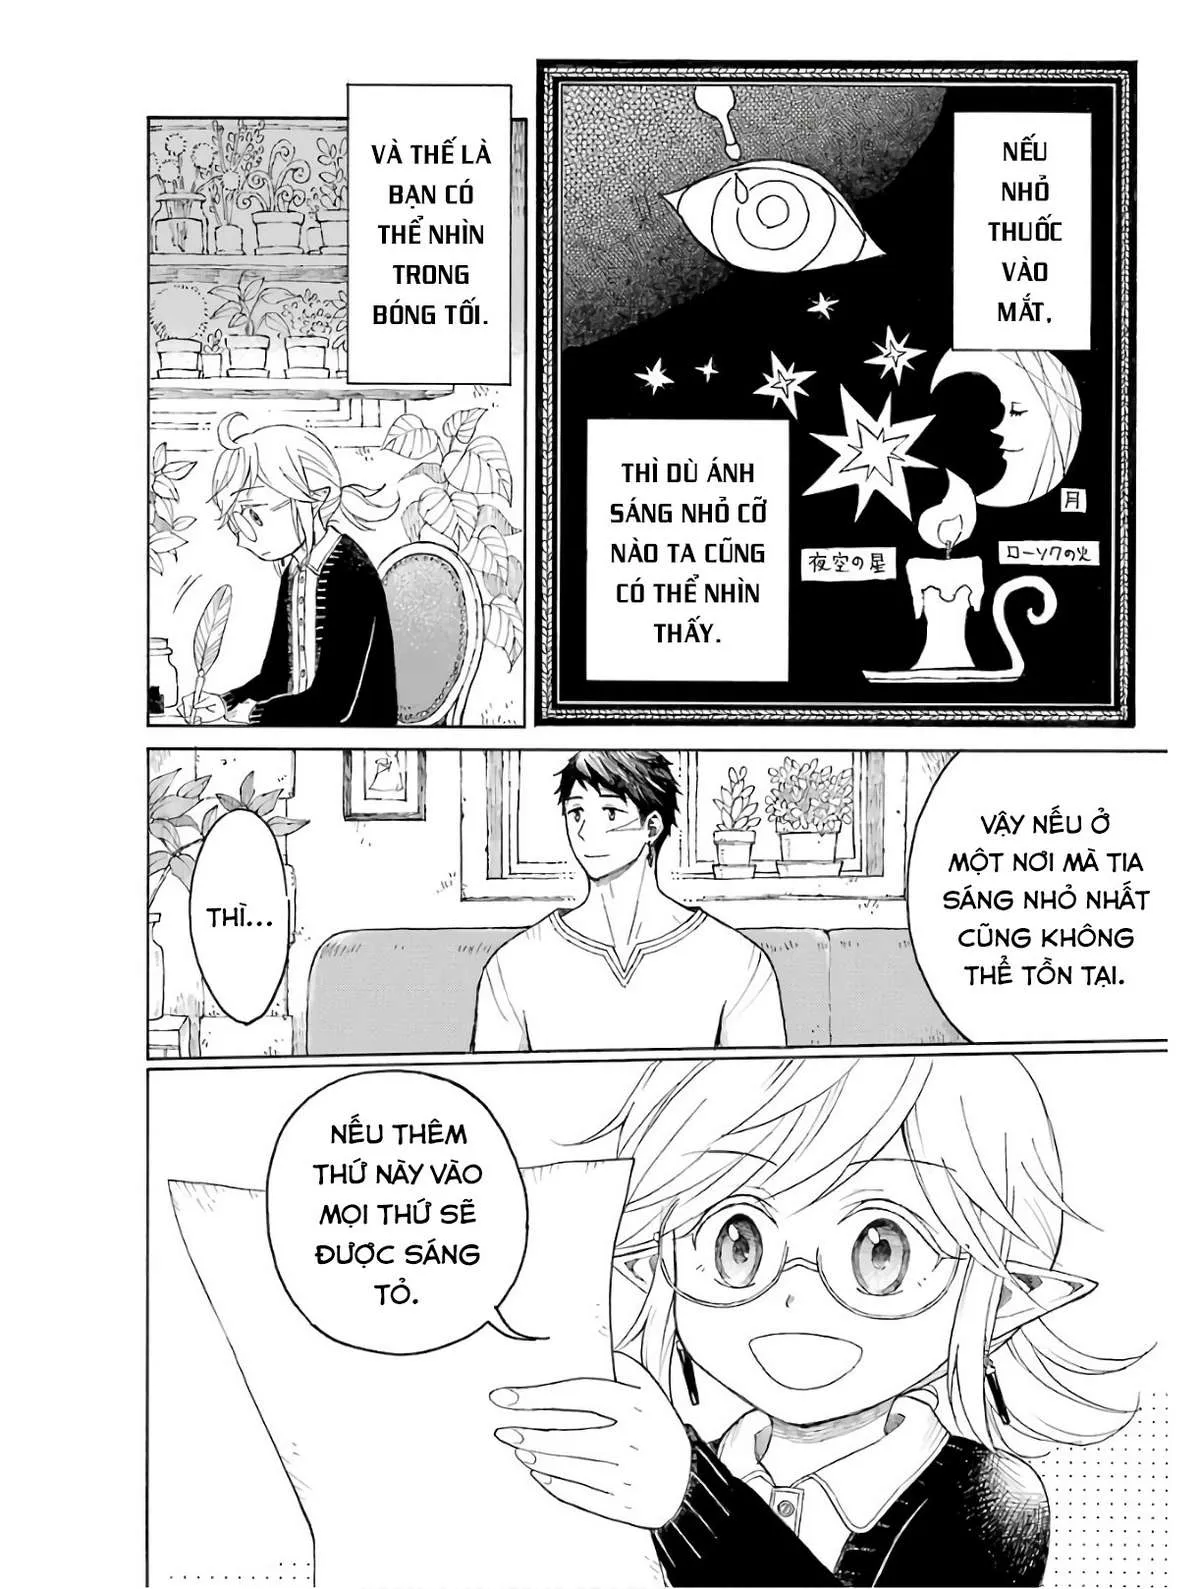 NẾU
NHỎ
THUỐC
VÀO
MẮT,
月
ローソクの火
夜空の星
THÌ DÙ ÁNH
SÁNG NHỎ CỠ
NÀO TA CŨNG
CÓ THỂ NHÌN
THẤY.
VÀ THẾ LÀ
BẠN CÓ
THỂ NHÌN
TRONG
BÓNG TỐI.
VẬY NẾU Ở
MỘT NƠI MÀ TIA
SÁNG NHỎ NHẤT
CŨNG KHÔNG
THỂ TỒN TẠI.
THÌ...
NẾU THÊM
THỨ NÀY VÀO
MỌI THỨ SẼ
ĐƯỢC SÁNG
TỎ.